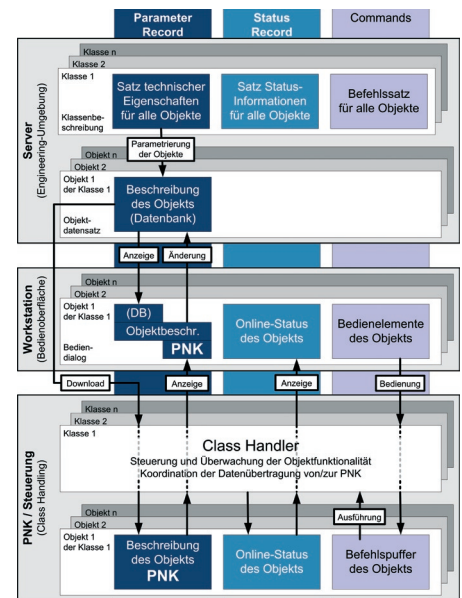 Parameter
Record
Status
Record
Commands
Server
(Engineering-Umgebung)
Klasse n
Klasse 2
Klasse 1
Klassenbe-
schreibung
Satz technischer
Eigenschaften
für alle Objekte
Satz Status-
Informationen
für alle Objekte
Befehlssatz
für alle Objekte
Parametrierung
der Objekte
Objekt n
Objekt 2
Objekt 1
der Klasse 1
Objekt-
datensatz
Beschreibung
des Objekts
(Datenbank)
Anzeige
Änderung
Workstation
(Bedienoberfläche)
Objekt n
Objekt 2
Objekt 1
der Klasse 1
Bedien-
dialog
(DB)
Objektbeschr.
PNK
Online-Status
des Objekts
Bedienelemente
des Objekts
Download
Anzeige
Anzeige
Bedienung
PNK / Steuerung
(Class Handling)
Klasse n
Klasse 2
Klasse 1
Class Handler
Steuerung und Überwachung der Objektfunktionalität
Koordination der Datenübertragung von/zur PNK
Ausführung
Objekt n
Objekt 2
Objekt 1
der Klasse 1
Beschreibung
des Objekts
PNK
Online-Status
des Objekts
Befehlspuffer
des Objekts